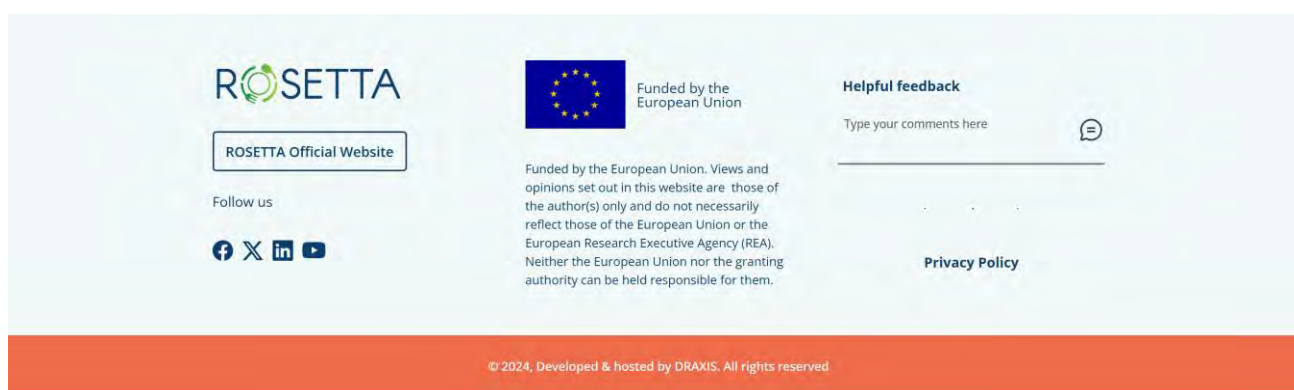 ROSETTA
ROSETTA Official Website
Follow us
Funded by the
European Union
Funded by the European Union. Views and
opinions set out in this website are those of
the author(s) only and do not necessarily
reflect those of the European Union or the
European Research Executive Agency (REA).
Neither the European Union nor the granting
authority can be held responsible for them.
Helpful feedback
Type your comments here
Privacy Policy
© 2024, Developed & hosted by DRAXIS. All rights reserved